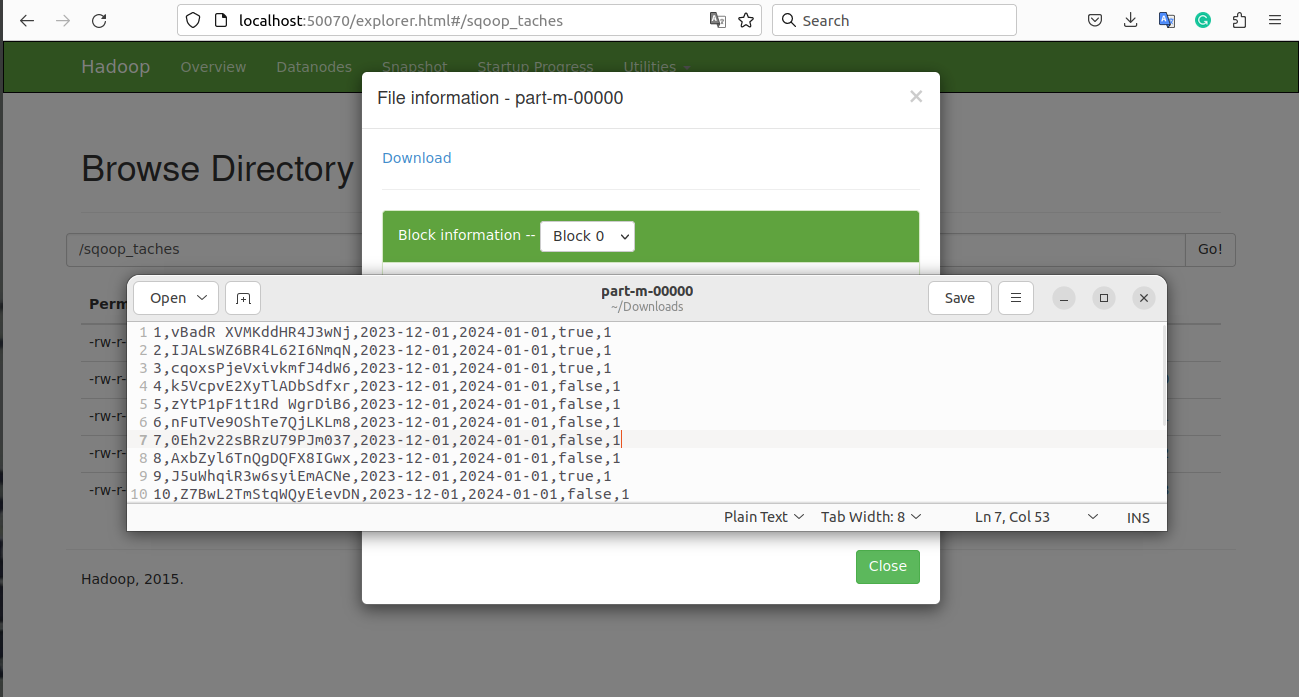 localhost:50070/explorer.html#/sqoop_taches
Search
Hadoop Overview Datanodes Snapshot Startup Progress Utilities
File information - part-m-00000
Download
Browse Directory
Block information -- Block 0
/sqoop_taches
Go!
Open
part-m-00000
~/Downloads
Save
1 1,vBadR XVMKddHR4J3wNj,2023-12-01,2024-01-01,true,1
2 2,IJALsWZ6BR4L62I6NmqN,2023-12-01,2024-01-01,true,1
3 3,cqoxsPjeVxivkmfJ4dW6,2023-12-01,2024-01-01,true,1
4 4,k5VcpvE2XyTlADbSdfxr,2023-12-01,2024-01-01,false,1
5 5,zYtP1pF1t1Rd WgrDiB6,2023-12-01,2024-01-01,false,1
6 6,nFuTVe9OShTe7QjLKLm8,2023-12-01,2024-01-01,false,1
7 7,0Eh2v22sBRzU79PJm037,2023-12-01,2024-01-01,false,1
8 8,AxbZyl6TnQgDQFX8IGwx,2023-12-01,2024-01-01,false,1
9 9,J5uWhqiR3w6syiEmACNe,2023-12-01,2024-01-01,true,1
10 10,Z7BwL2TmStqWQyEievDN,2023-12-01,2024-01-01,false,1
Perm
-rw-r-
-rw-r-
-rw-r-
-rw-r-
-rw-r-
Plain Text Tab Width: 8 Ln 7, Col 53 INS
Close
Hadoop, 2015.